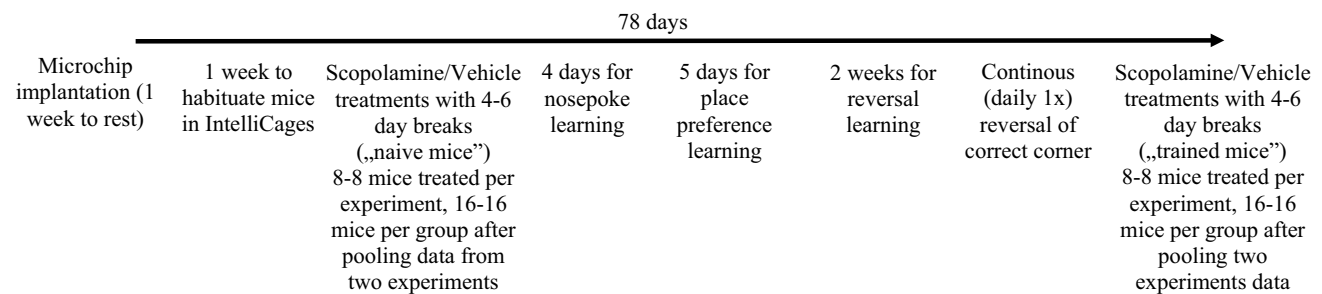 78 days
Microchip
implantation (1
week to rest)
1 week to
habituate mice
in IntelliCages
Scopolamine/Vehicle
treatments with 4-6
day breaks
(„naive mice”)
8-8 mice treated per
experiment, 16-16
mice per group after
pooling data from
two experiments
4 days for
nosepoke
learning
5 days for
place
preference
learning
2 weeks for
reversal
learning
Continous
(daily 1x)
reversal of
correct corner
Scopolamine/Vehicle
treatments with 4-6
day breaks
(„trained mice”)
8-8 mice treated per
experiment, 16-16
mice per group after
pooling two
experiments data